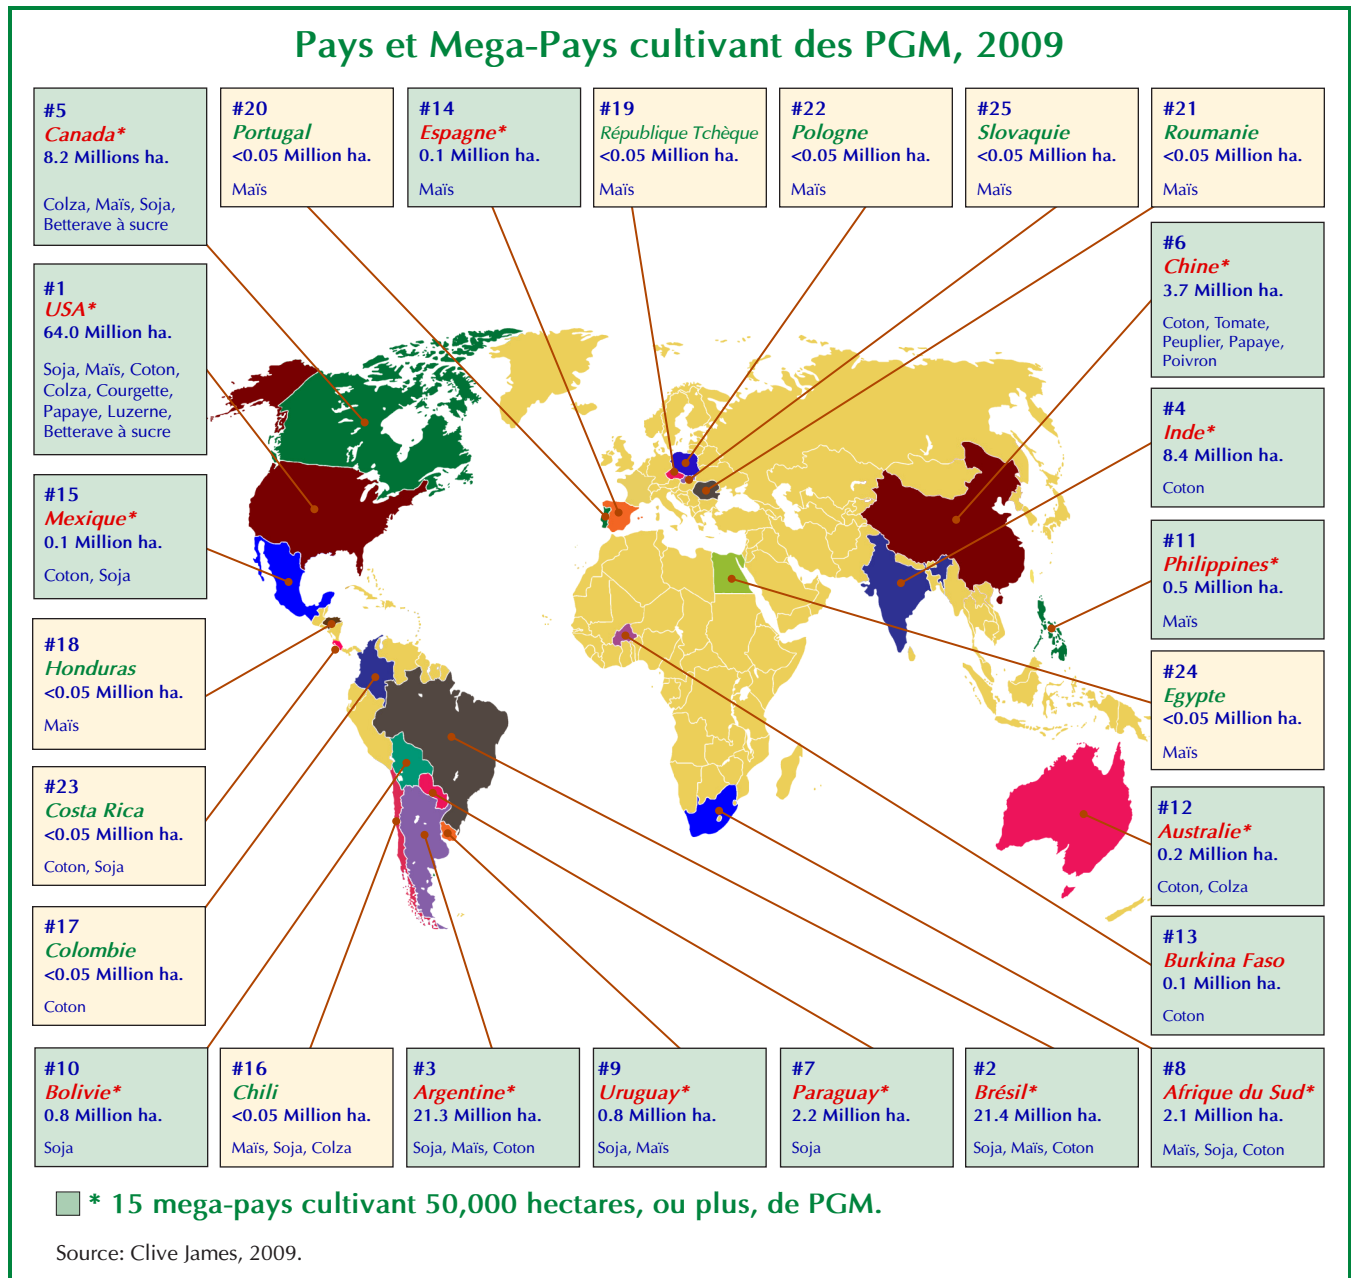 Pays et Mega-Pays cultivant des PGM, 2009
#5
Canada*
8.2 Millions ha.
Colza, Maïs, Soja,
Betterave à sucre
#20
Portugal
<0.05 Million ha.
Maïs
#14
Espagne*
0.1 Million ha.
Maïs
#19
République Tchèque
<0.05 Million ha.
Maïs
#22
Pologne
<0.05 Million ha.
Maïs
#25
Slovaquie
<0.05 Million ha.
Maïs
#21
Roumanie
<0.05 Million ha.
Maïs
#1
USA*
64.0 Million ha.
Soja, Maïs, Coton,
Colza, Courgette,
Papaye, Luzerne,
Betterave à sucre
#6
Chine*
3.7 Million ha.
Coton, Tomate,
Peuplier, Papaye,
Poivron
#4
Inde*
8.4 Million ha.
Coton
#15
Mexique*
0.1 Million ha.
Coton, Soja
#11
Philippines*
0.5 Million ha.
Maïs
#18
Honduras
<0.05 Million ha.
Maïs
#24
Egypte
<0.05 Million ha.
Maïs
#23
Costa Rica
<0.05 Million ha.
Coton, Soja
#12
Australie*
0.2 Million ha.
Coton, Colza
#17
Colombie
<0.05 Million ha.
Coton
#13
Burkina Faso
0.1 Million ha.
Coton
#10
Bolivie*
0.8 Million ha.
Soja
#16
Chili
<0.05 Million ha.
Maïs, Soja, Colza
#3
Argentine*
21.3 Million ha.
Soja, Maïs, Coton
#9
Uruguay*
0.8 Million ha.
Soja, Maïs
#7
Paraguay*
2.2 Million ha.
Soja
#2
Brésil*
21.4 Million ha.
Soja, Maïs, Coton
#8
Afrique du Sud*
2.1 Million ha.
Maïs, Soja, Coton
* 15 mega-pays cultivant 50,000 hectares, ou plus, de PGM.
Source: Clive James, 2009.